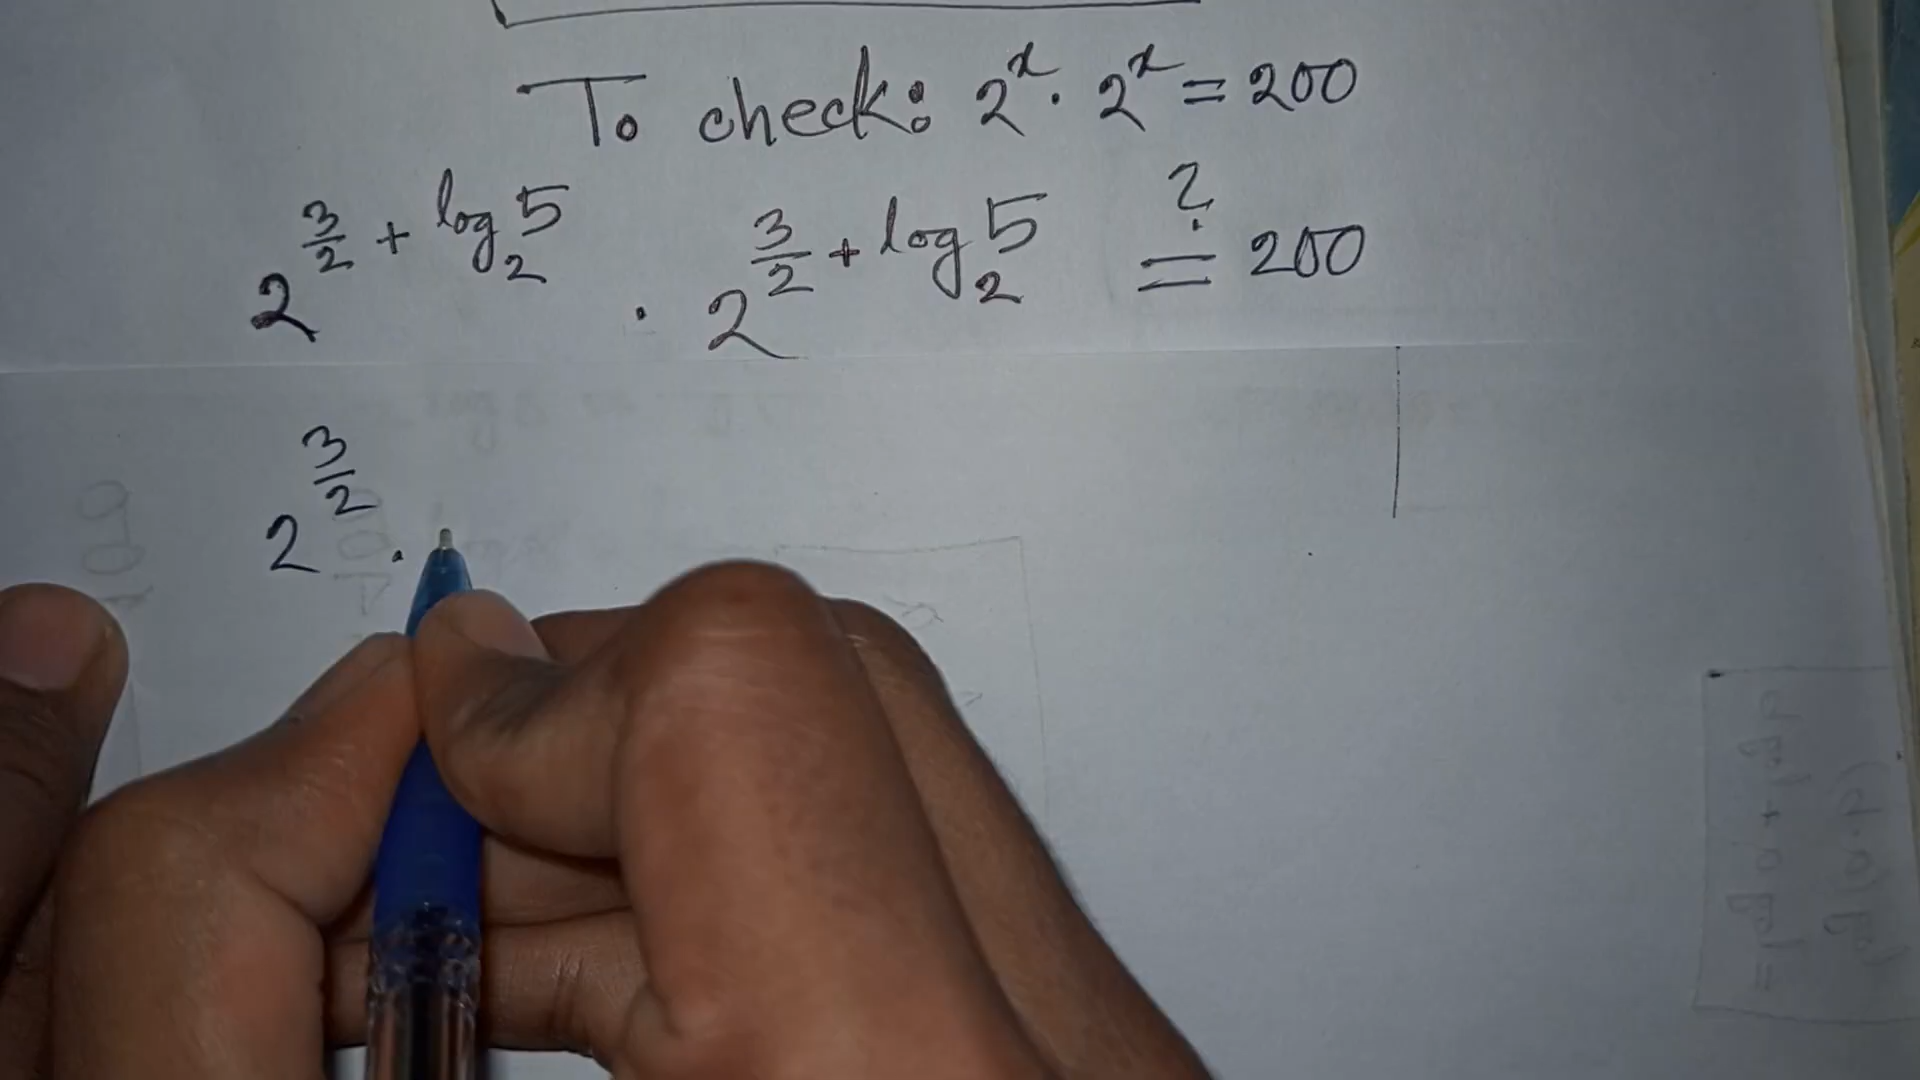 To check: 2^x · 2^x = 200
2^(3/2 + log_2 5) · 2^(3/2 + log_2 5) ≟ 200
2^(3/2) ·